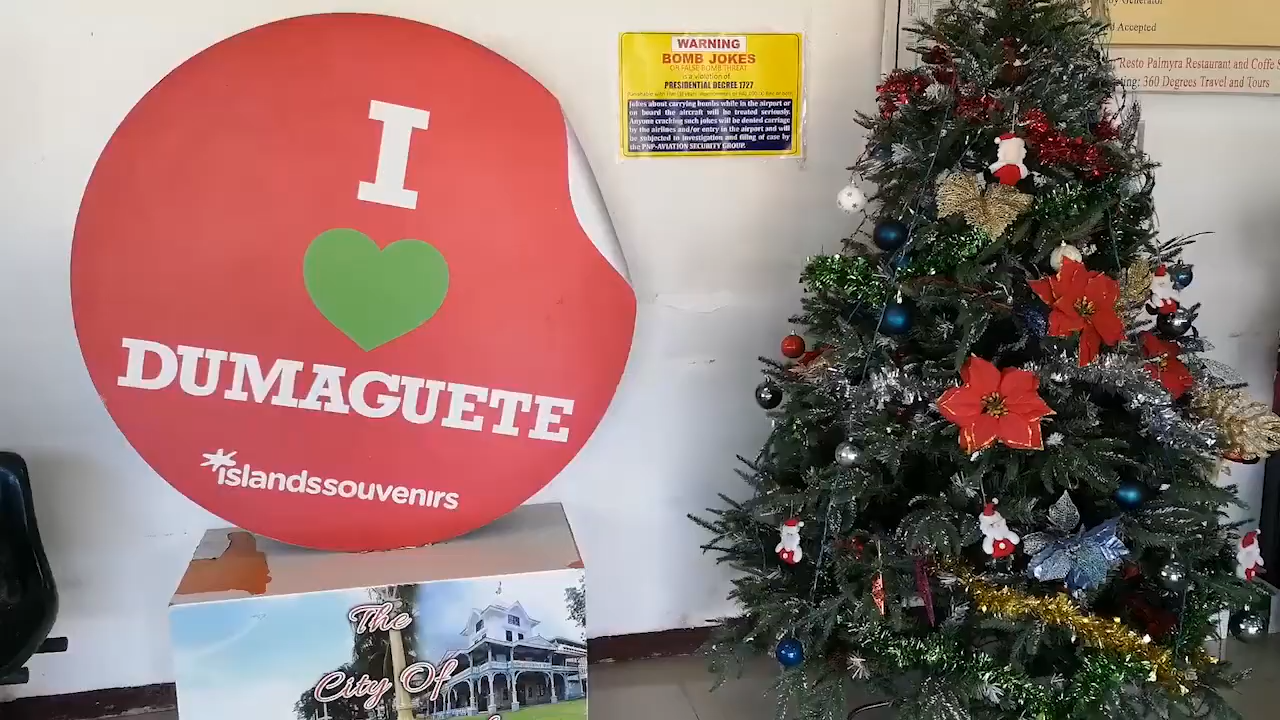 I
DUMAGUETE
islandssouvenirs
The
City Of
WARNING
BOMB JOKES
OR FALSE BOMB THREAT
is a violation of
PRESIDENTIAL DECREE 1727
Jokes about carrying bombs while in the airport or
on board the aircraft will be treated seriously.
Anyone cracking such jokes will be denied carriage
by the airlines and/or entry in the airport and will
be subjected to investigation and filing of case by
the PNP-AVIATION SECURITY GROUP.
Generator
Accepted
Resto Palmyra Restaurant and Coffe S
360 Degrees Travel and Tours